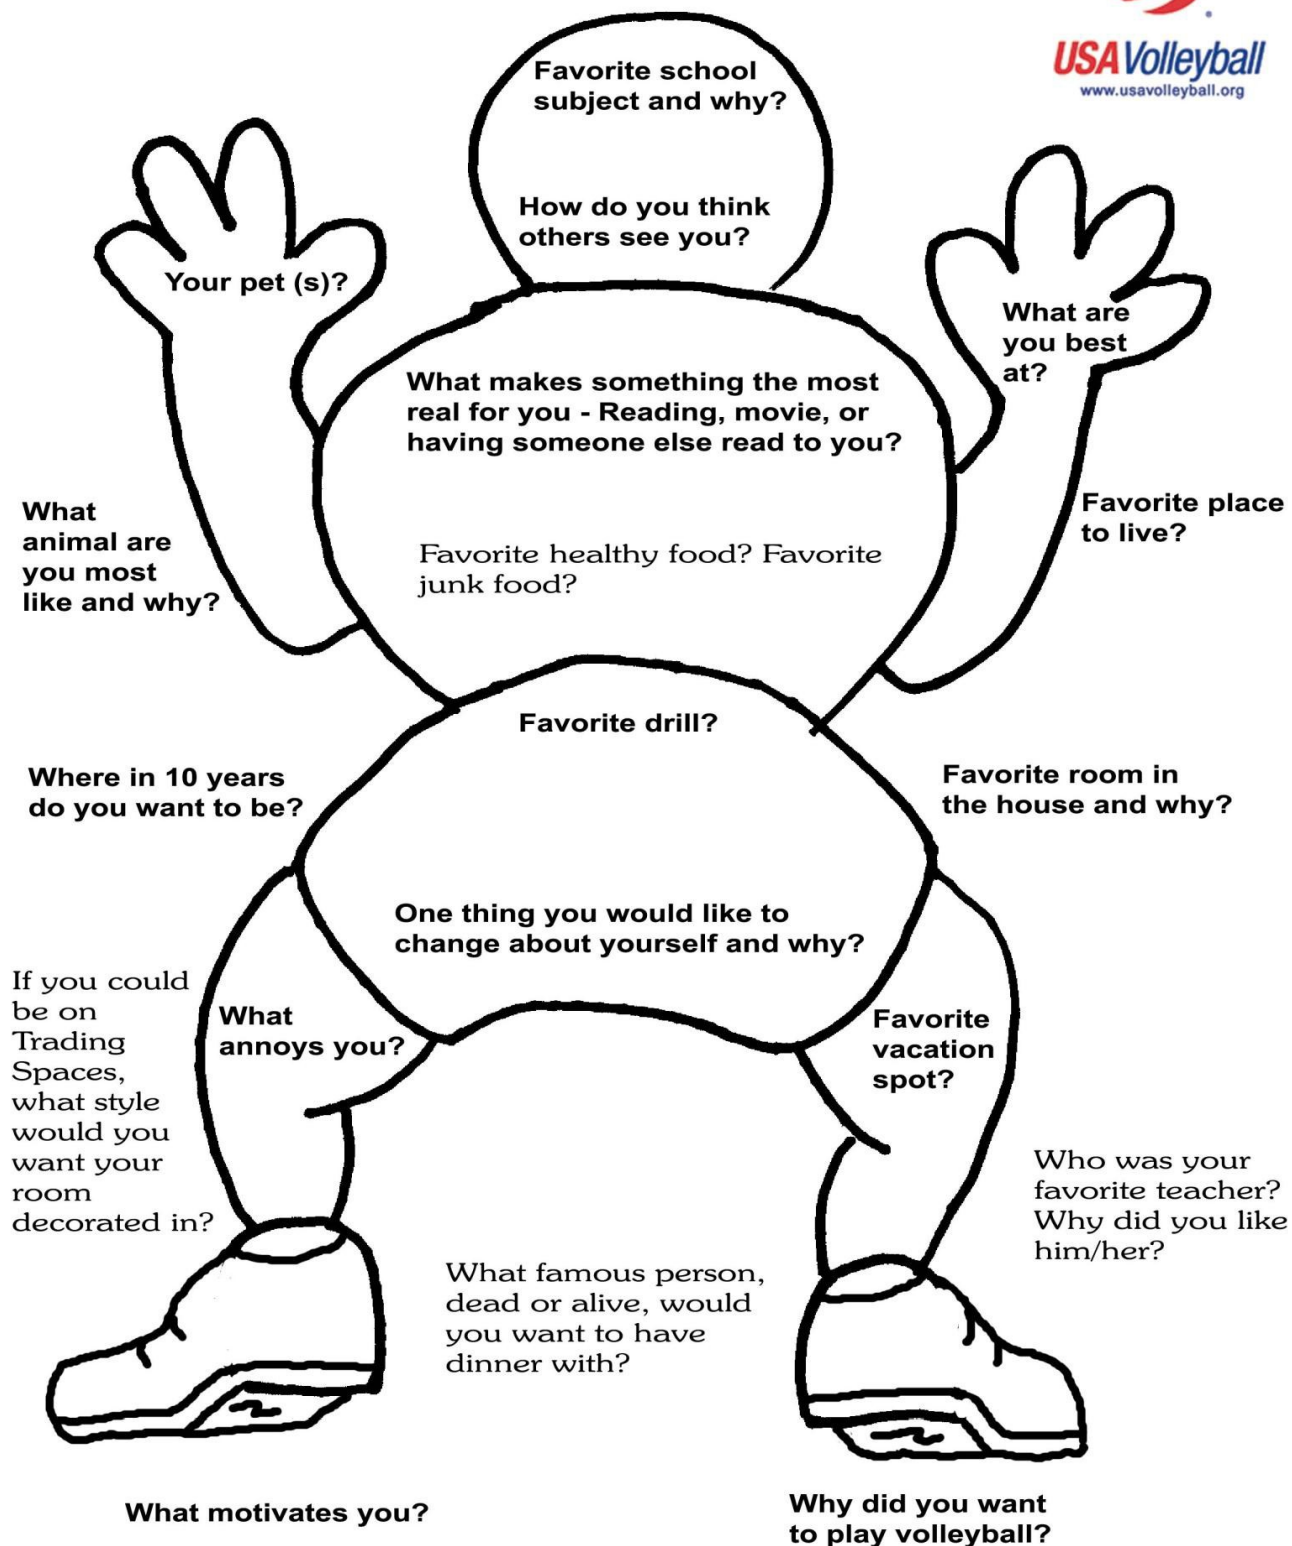 USA Volleyball
www.usavolleyball.org
Favorite school
subject and why?
How do you think
others see you?
Your pet (s)?
What are
you best
at?
What makes something the most
real for you - Reading, movie, or
having someone else read to you?
What
animal are
you most
like and why?
Favorite place
to live?
Favorite healthy food? Favorite
junk food?
Favorite drill?
Where in 10 years
do you want to be?
Favorite room in
the house and why?
One thing you would like to
change about yourself and why?
If you could
be on
Trading
Spaces,
what style
would you
want your
room
decorated in?
What
annoys you?
Favorite
vacation
spot?
Who was your
favorite teacher?
Why did you like
him/her?
What famous person,
dead or alive, would
you want to have
dinner with?
What motivates you?
Why did you want
to play volleyball?